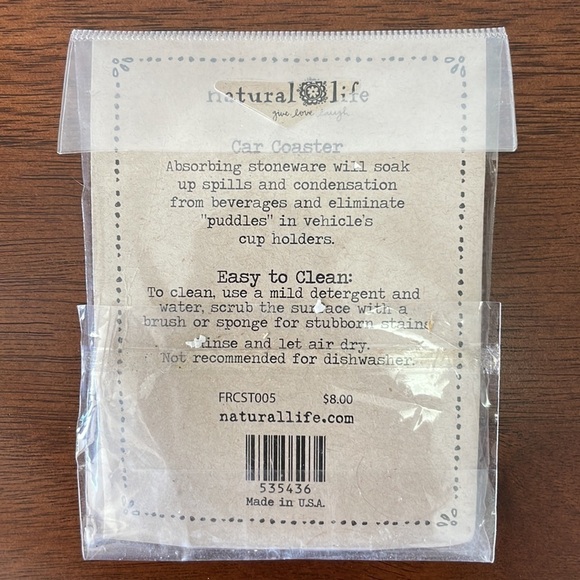 natural life
give love laugh
Car Coaster
Absorbing stoneware will soak
up spills and condensation
from beverages and eliminate
"puddles" in vehicle's
cup holders.
Easy to Clean:
To clean, use a mild detergent and
water, scrub the surface with a
brush or sponge for stubborn stains
rinse and let air dry.
Not recommended for dishwasher.
FRCST005 $8.00
naturallife.com
535436
Made in U.S.A.